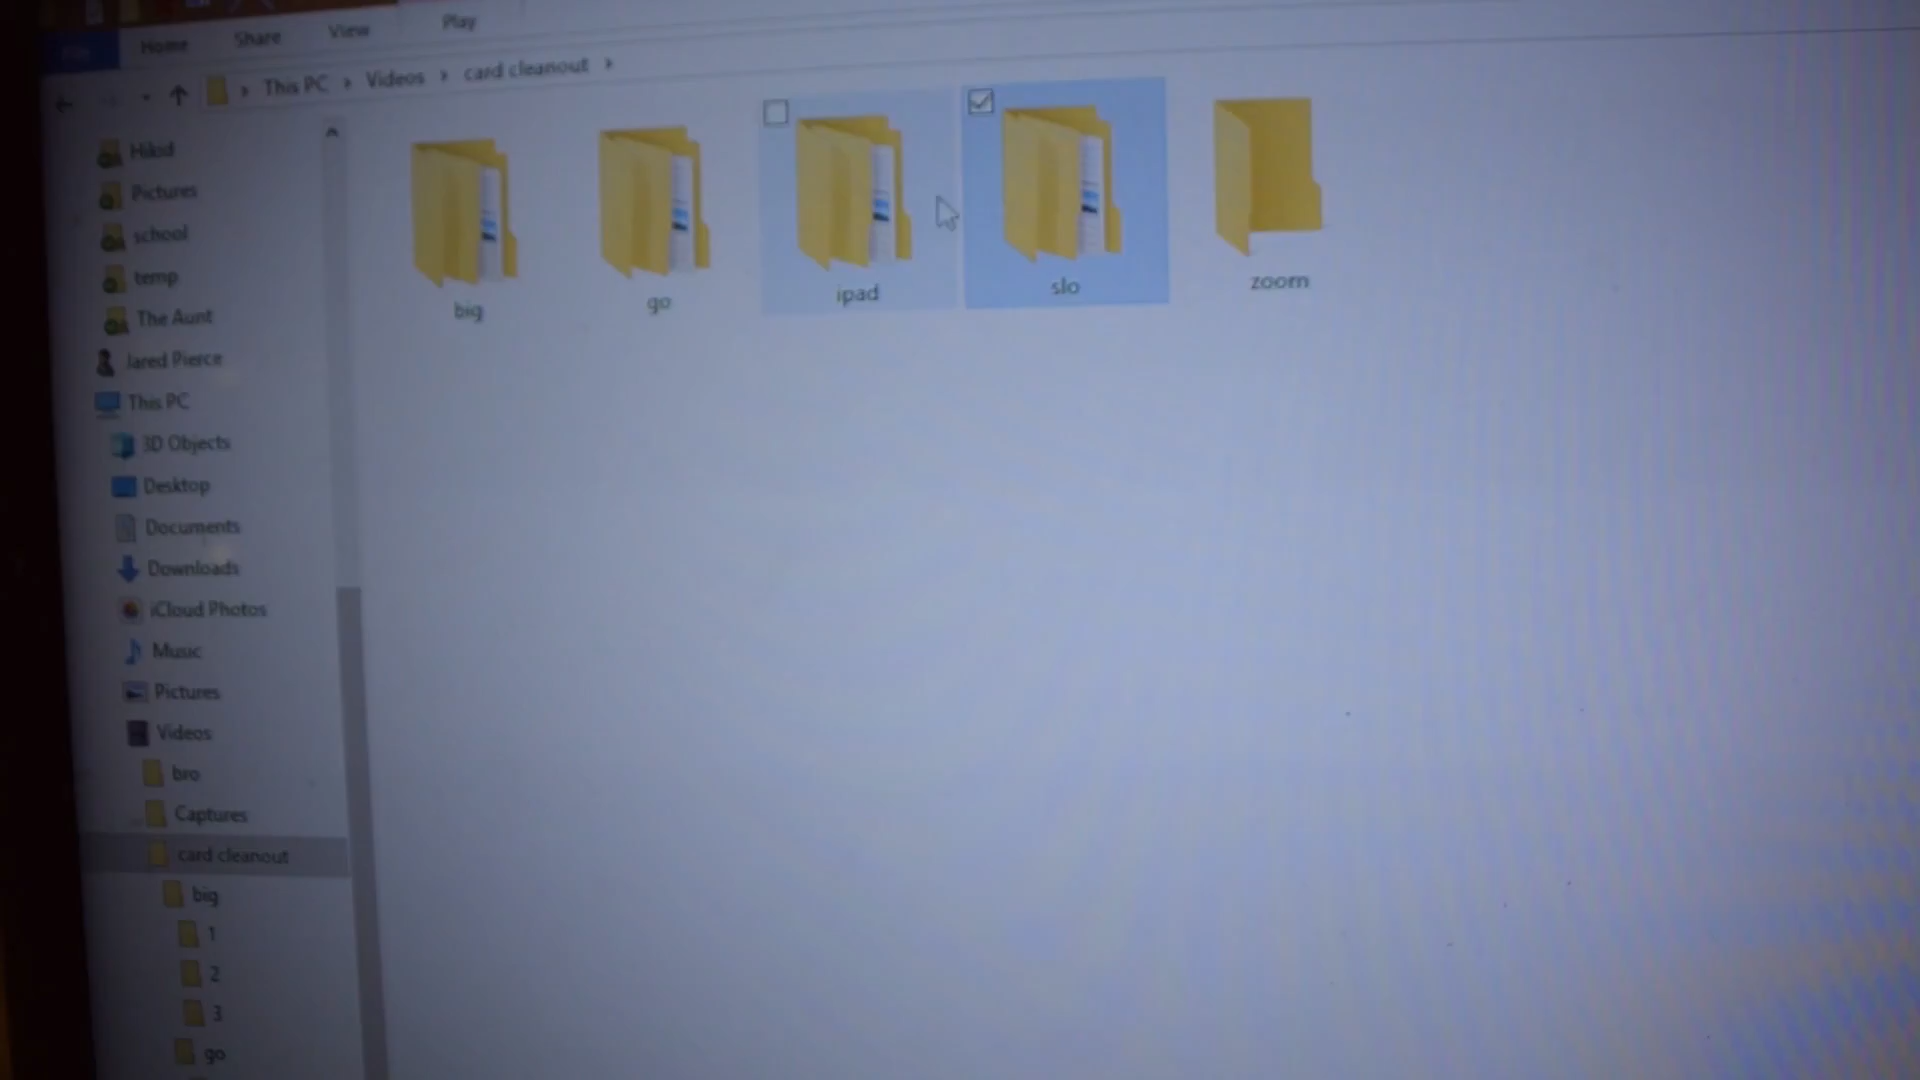 File Home Share View Play
This PC Videos card cleanout
Hikid
Pictures
school
temp
The Aunt
Jared Pierce
This PC
3D Objects
Desktop
Documents
Downloads
iCloud Photos
Music
Pictures
Videos
bro
Captures
card cleanout
big
1
2
3
go
big go ipad slo zoom